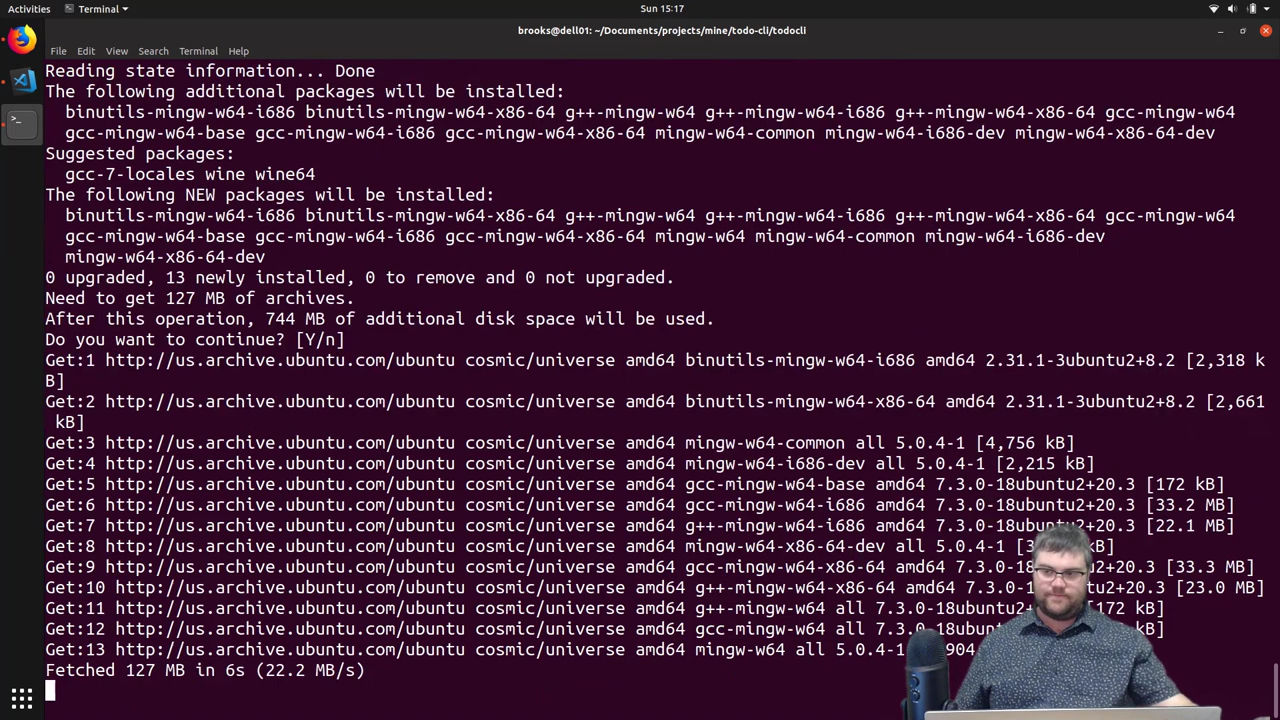 Activities Terminal Sun 15:17
brooks@dell01: ~/Documents/projects/mine/todo-cli/todocli
File Edit View Search Terminal Help
Reading state information... Done
The following additional packages will be installed:
binutils-mingw-w64-i686 binutils-mingw-w64-x86-64 g++-mingw-w64 g++-mingw-w64-i686 g++-mingw-w64-x86-64 gcc-mingw-w64
gcc-mingw-w64-base gcc-mingw-w64-i686 gcc-mingw-w64-x86-64 mingw-w64-common mingw-w64-i686-dev mingw-w64-x86-64-dev
Suggested packages:
gcc-7-locales wine wine64
The following NEW packages will be installed:
binutils-mingw-w64-i686 binutils-mingw-w64-x86-64 g++-mingw-w64 g++-mingw-w64-i686 g++-mingw-w64-x86-64 gcc-mingw-w64
gcc-mingw-w64-base gcc-mingw-w64-i686 gcc-mingw-w64-x86-64 mingw-w64 mingw-w64-common mingw-w64-i686-dev
mingw-w64-x86-64-dev
0 upgraded, 13 newly installed, 0 to remove and 0 not upgraded.
Need to get 127 MB of archives.
After this operation, 744 MB of additional disk space will be used.
Do you want to continue? [Y/n]
Get:1 http://us.archive.ubuntu.com/ubuntu cosmic/universe amd64 binutils-mingw-w64-i686 amd64 2.31.1-3ubuntu2+8.2 [2,318 k
B]
Get:2 http://us.archive.ubuntu.com/ubuntu cosmic/universe amd64 binutils-mingw-w64-x86-64 amd64 2.31.1-3ubuntu2+8.2 [2,661
kB]
Get:3 http://us.archive.ubuntu.com/ubuntu cosmic/universe amd64 mingw-w64-common all 5.0.4-1 [4,756 kB]
Get:4 http://us.archive.ubuntu.com/ubuntu cosmic/universe amd64 mingw-w64-i686-dev all 5.0.4-1 [2,215 kB]
Get:5 http://us.archive.ubuntu.com/ubuntu cosmic/universe amd64 gcc-mingw-w64-base amd64 7.3.0-18ubuntu2+20.3 [172 kB]
Get:6 http://us.archive.ubuntu.com/ubuntu cosmic/universe amd64 gcc-mingw-w64-i686 amd64 7.3.0-18ubuntu2+20.3 [33.2 MB]
Get:7 http://us.archive.ubuntu.com/ubuntu cosmic/universe amd64 g++-mingw-w64-i686 amd64 7.3.0-18ubuntu2+20.3 [22.1 MB]
Get:8 http://us.archive.ubuntu.com/ubuntu cosmic/universe amd64 mingw-w64-x86-64-dev all 5.0.4-1 kB]
Get:9 http://us.archive.ubuntu.com/ubuntu cosmic/universe amd64 gcc-mingw-w64-x86-64 amd64 7.3.0-18ubuntu2+20.3 [33.3 MB]
Get:10 http://us.archive.ubuntu.com/ubuntu cosmic/universe amd64 g++-mingw-w64-x86-64 amd64 7.3.0-18ubuntu2+20.3 [23.0 MB]
Get:11 http://us.archive.ubuntu.com/ubuntu cosmic/universe amd64 g++-mingw-w64 all 7.3.0-18ubuntu2+ [172 kB]
Get:12 http://us.archive.ubuntu.com/ubuntu cosmic/universe amd64 gcc-mingw-w64 all 7.3.0-18ubuntu2 kB]
Get:13 http://us.archive.ubuntu.com/ubuntu cosmic/universe amd64 mingw-w64 all 5.0.4-1
Fetched 127 MB in 6s (22.2 MB/s)